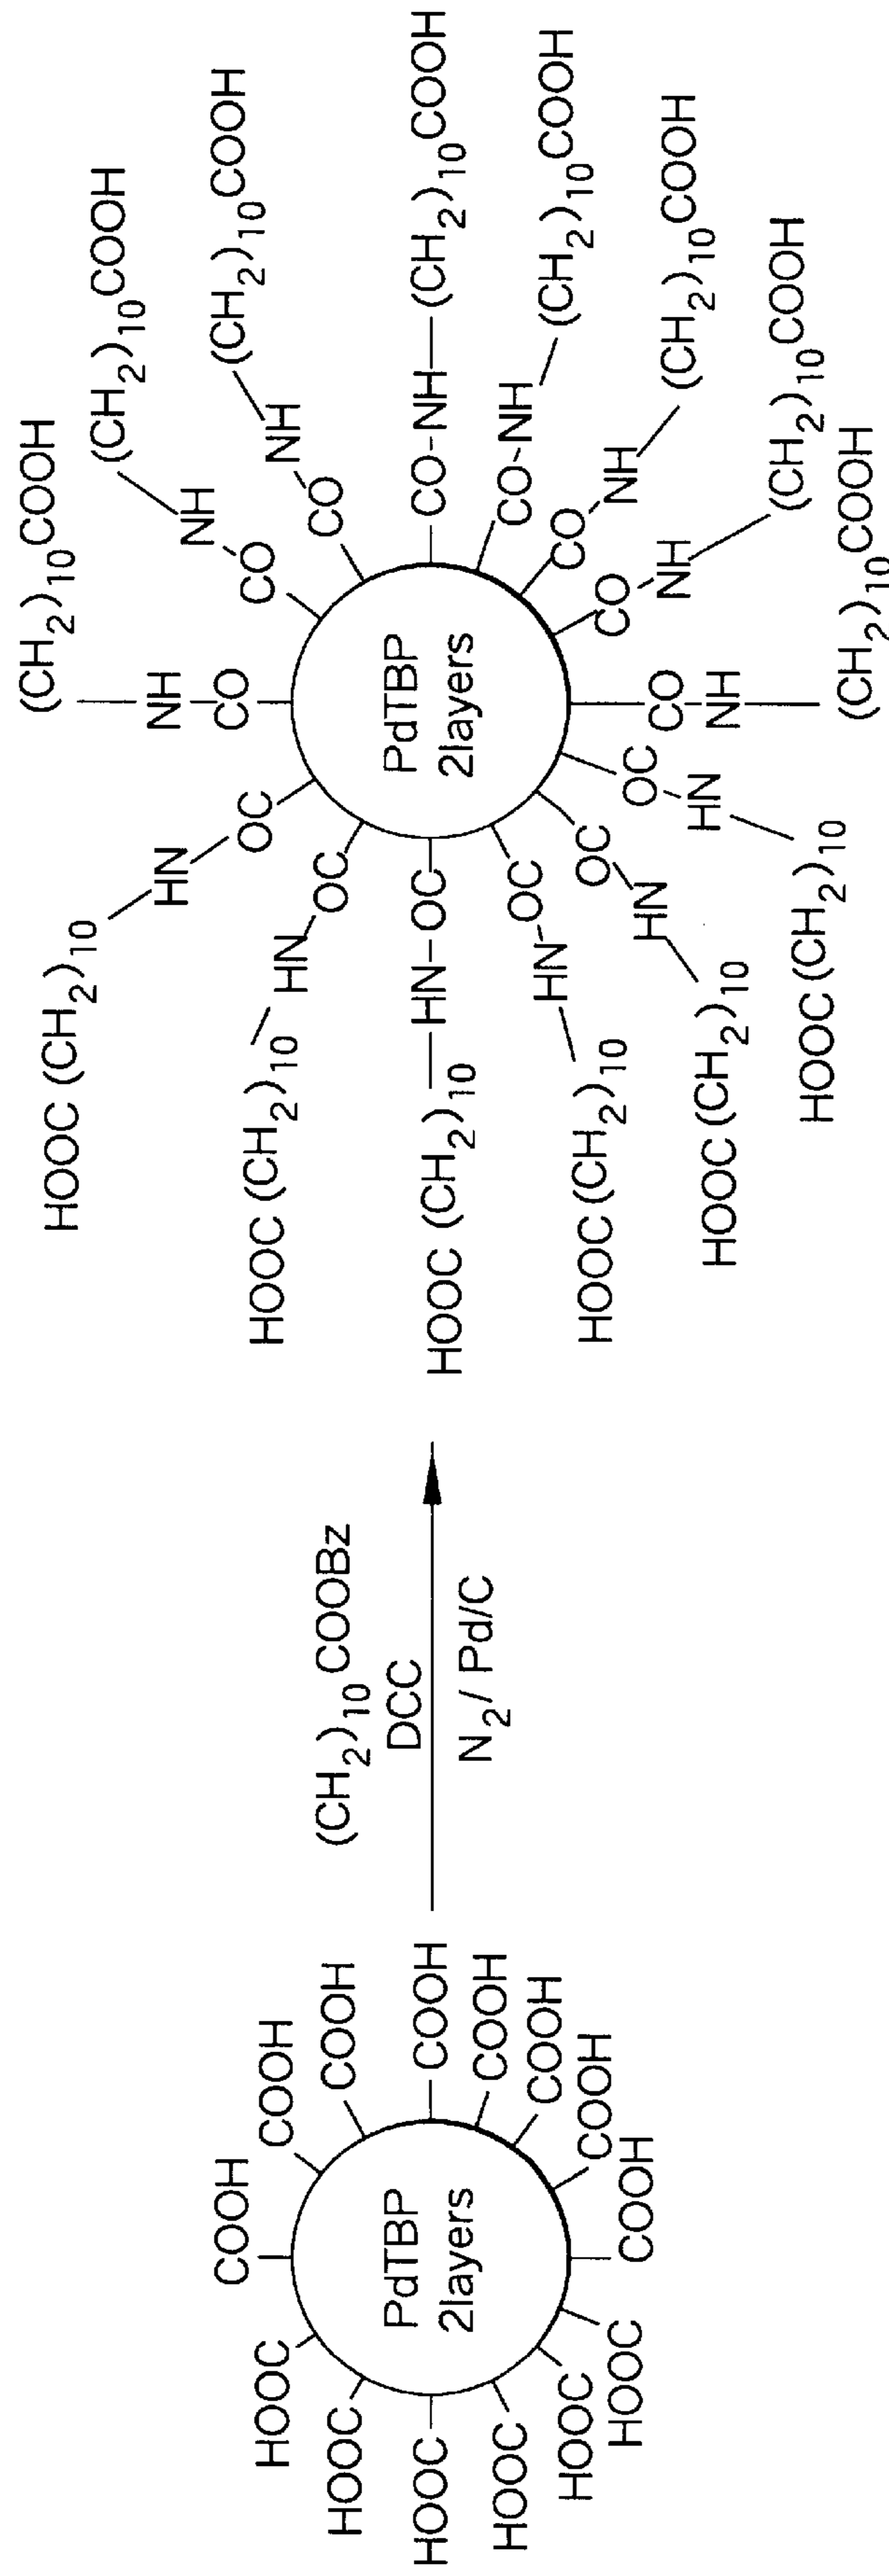 COOH
HOOC
COOH
HOOC
COOH
HOOC
PdTBP
2layers
COOH
HOOC
COOH
HOOC
COOH
HOOC
COOH
HOOC
COOH
(CH2)10 COOBz
DCC
N2/ Pd/C
(CH2)10COOH
NH
CO
HOOC (CH2)10
HN
OC
(CH2)10COOH
NH
CO
HOOC (CH2)10
HN
OC
(CH2)10COOH
NH
CO
HOOC (CH2)10—HN-OC
PdTBP
2layers
CO-NH—(CH2)10COOH
HOOC(CH2)10
HN
OC
CO-NH
(CH2)10COOH
HOOC(CH2)10
HN
OC
CO
NH
(CH2)10COOH
HOOC(CH2)10
HN
OC
CO
NH
(CH2)10COOH
CO
NH
(CH2)10COOH